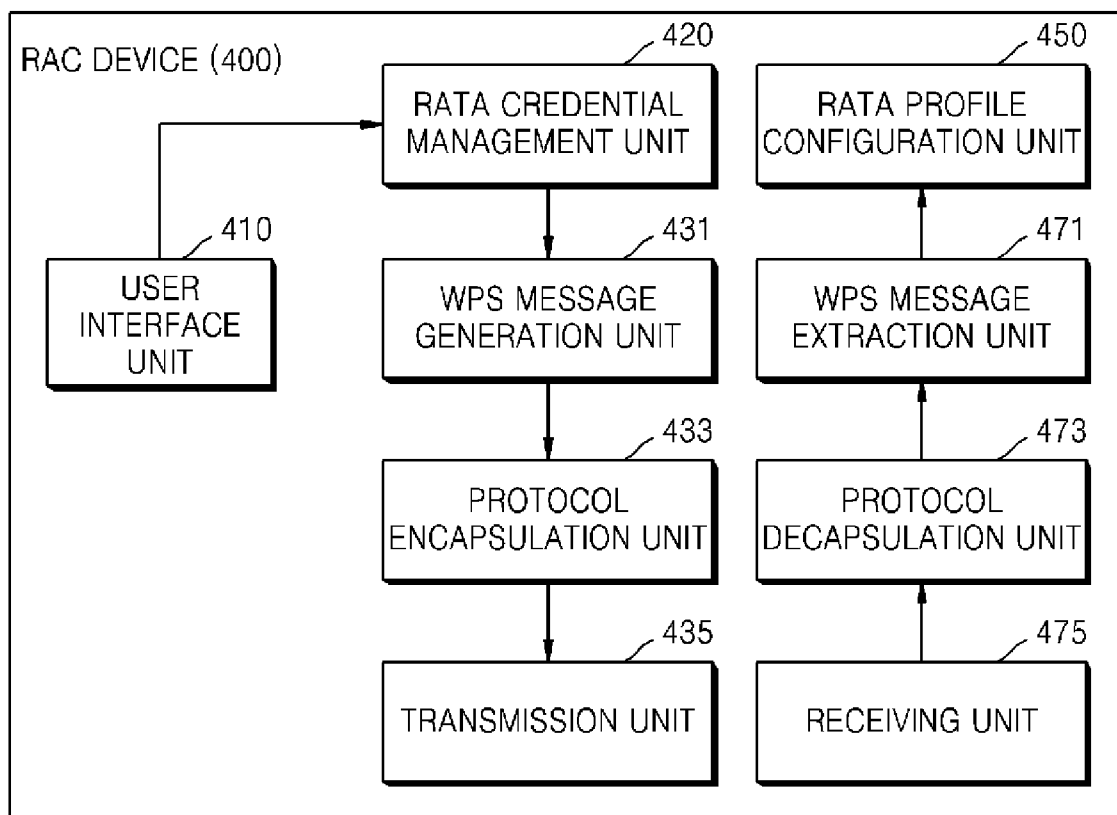 RAC DEVICE (400)
420
RATA CREDENTIAL
MANAGEMENT UNIT
450
RATA PROFILE
CONFIGURATION UNIT
410
USER
INTERFACE
UNIT
431
WPS MESSAGE
GENERATION UNIT
471
WPS MESSAGE
EXTRACTION UNIT
433
PROTOCOL
ENCAPSULATION UNIT
473
PROTOCOL
DECAPSULATION UNIT
435
TRANSMISSION UNIT
475
RECEIVING UNIT